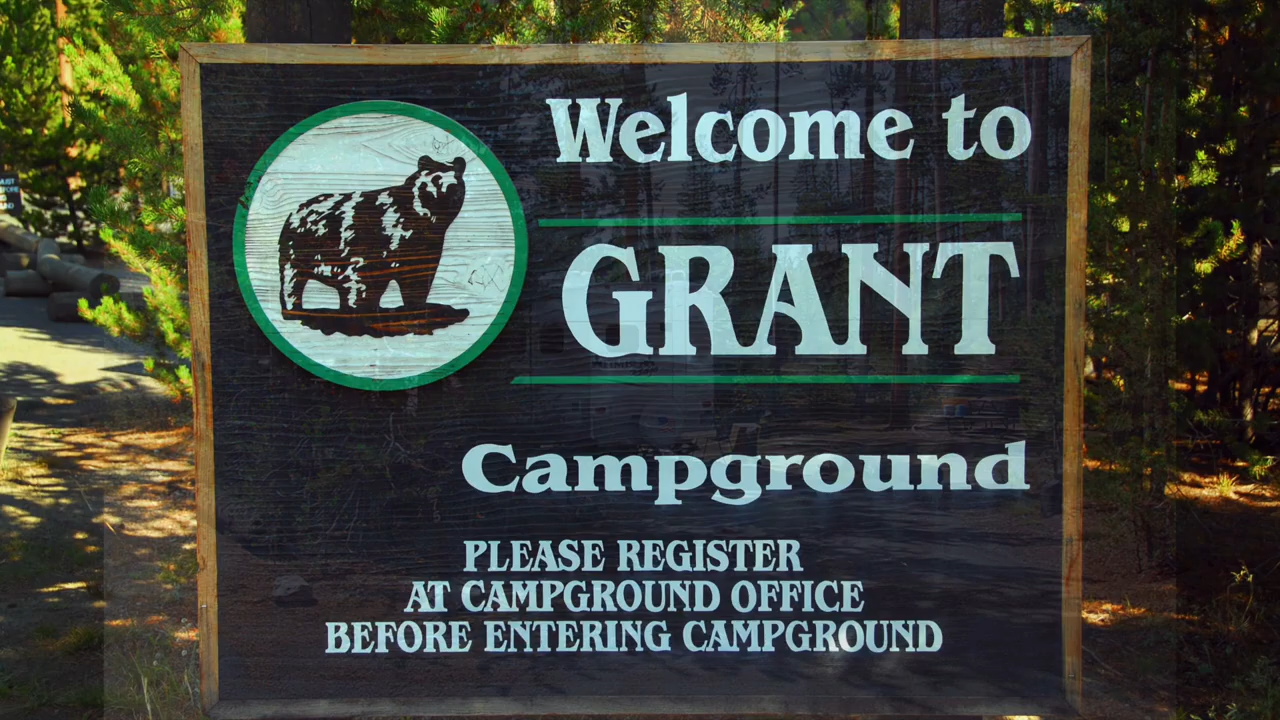 Welcome to
GRANT
Campground
PLEASE REGISTER
AT CAMPGROUND OFFICE
BEFORE ENTERING CAMPGROUND